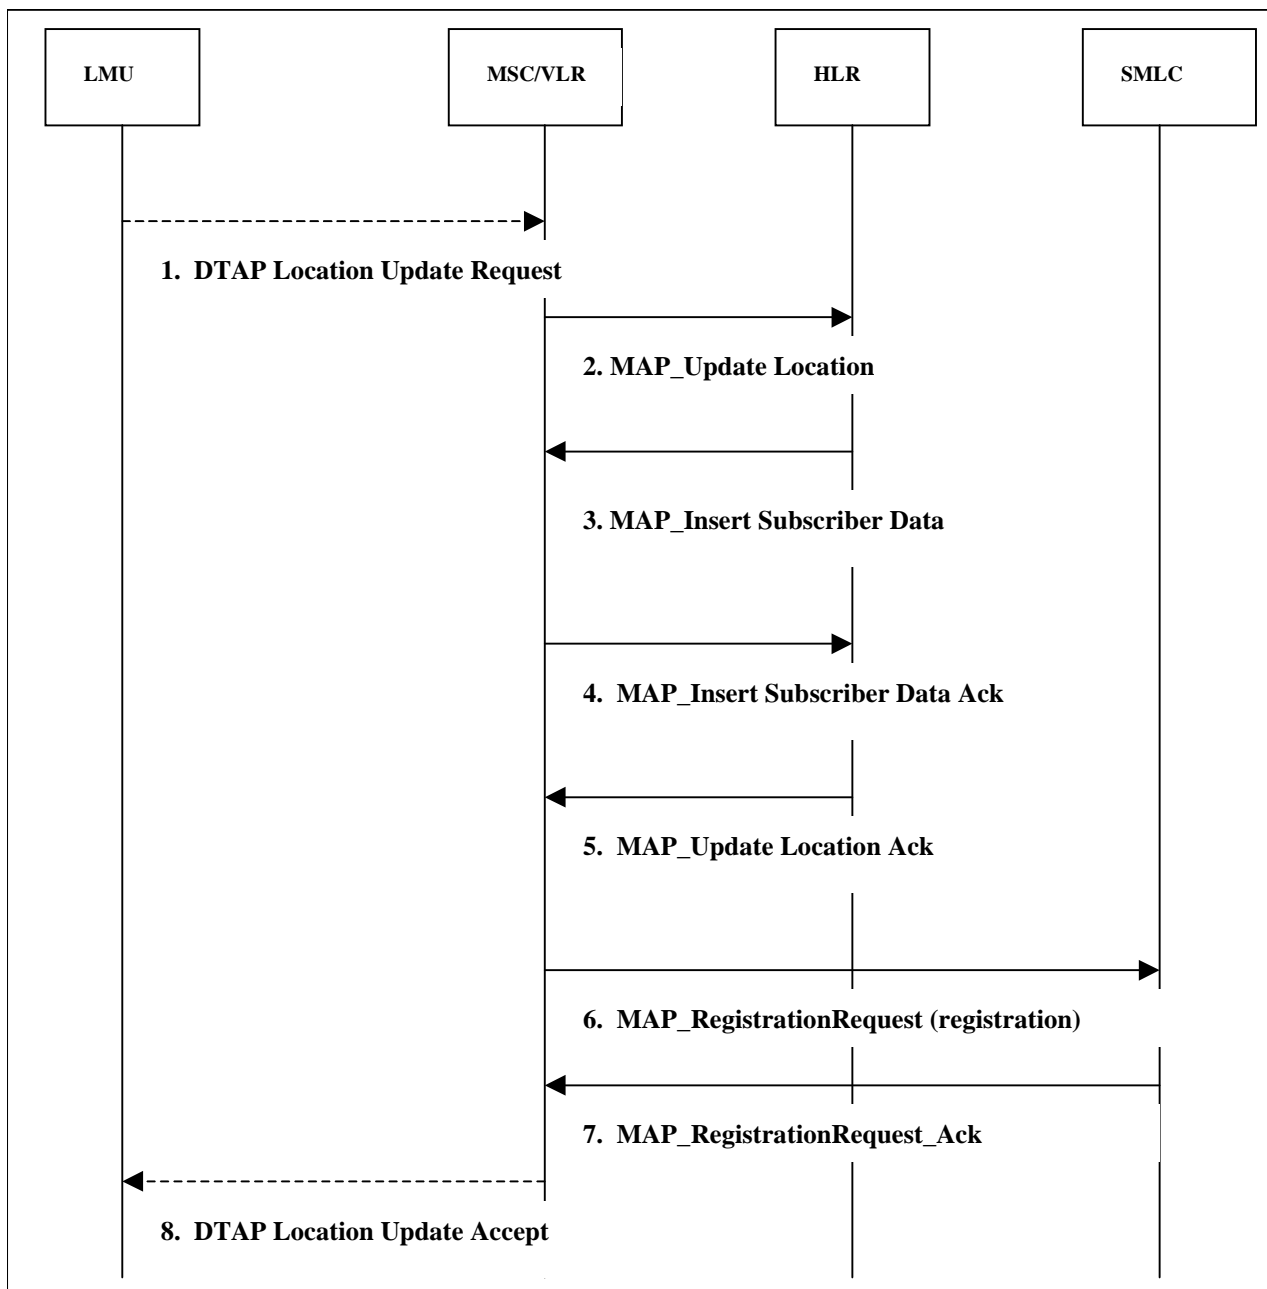 LMU
MSC/VLR
HLR
SMLC
1. DTAP Location Update Request
2. MAP_Update Location
3. MAP_Insert Subscriber Data
4. MAP_Insert Subscriber Data Ack
5. MAP_Update Location Ack
6. MAP_RegistrationRequest (registration)
7. MAP_RegistrationRequest_Ack
8. DTAP Location Update Accept